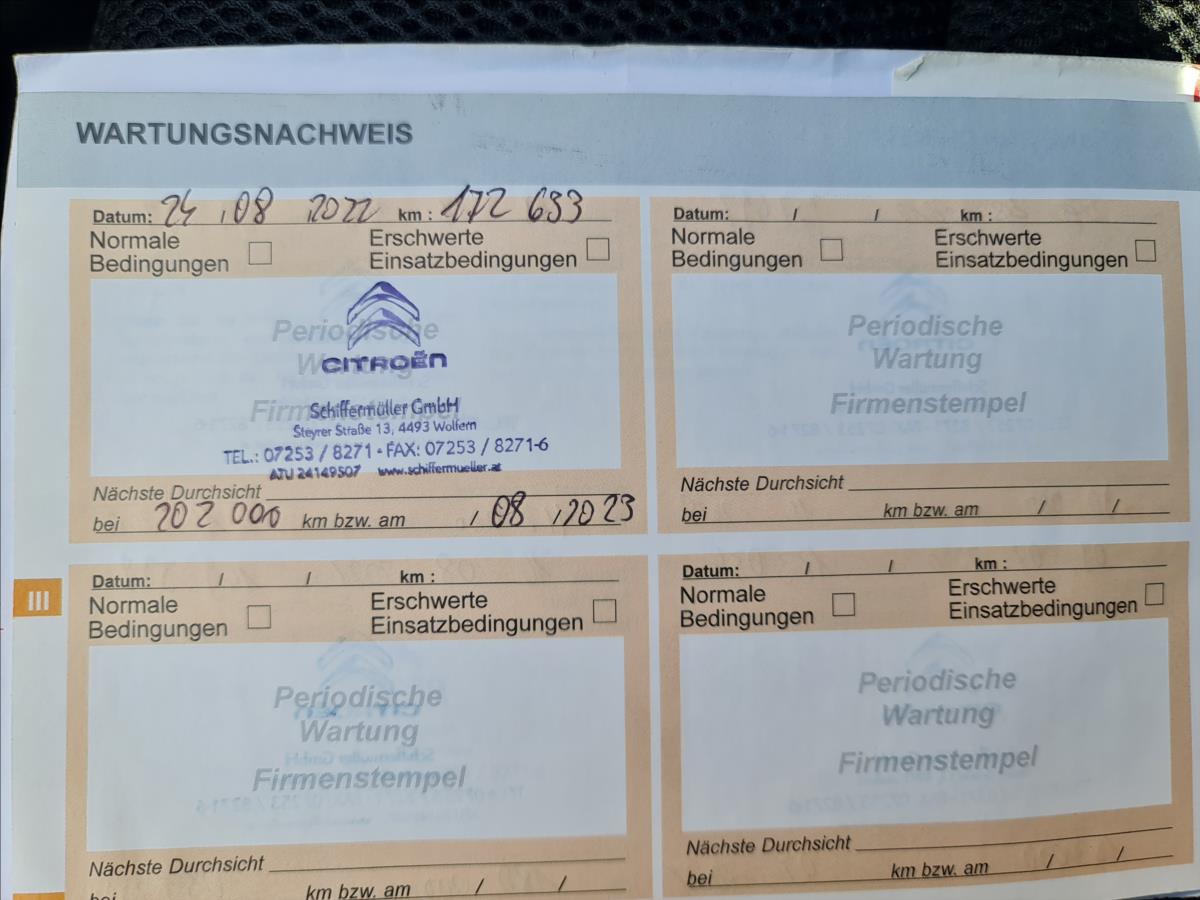 WARTUNGSNACHWEIS
Datum: 24 / 08 / 2022 km : 172 633
Normale Bedingungen
Erschwerte Einsatzbedingungen
Periodische
Wartung
Firmenstempel
CITROËN
Schiffermüller GmbH
Steyrer Straße 13, 4493 Wolfern
TEL.: 07253 / 8271 • FAX: 07253 / 8271-6
ATU 24149507 www.schiffermueller.at
Nächste Durchsicht
bei 202 000 km bzw. am / 08 / 2023
Datum: / / km :
Normale Bedingungen
Erschwerte Einsatzbedingungen
Periodische
Wartung
Firmenstempel
Nächste Durchsicht
bei km bzw. am / /
III
Datum: / / km :
Normale Bedingungen
Erschwerte Einsatzbedingungen
Periodische
Wartung
Firmenstempel
Nächste Durchsicht
bei km bzw. am / /
Datum: / / km :
Normale Bedingungen
Erschwerte Einsatzbedingungen
Periodische
Wartung
Firmenstempel
Nächste Durchsicht
bei km bzw. am / /